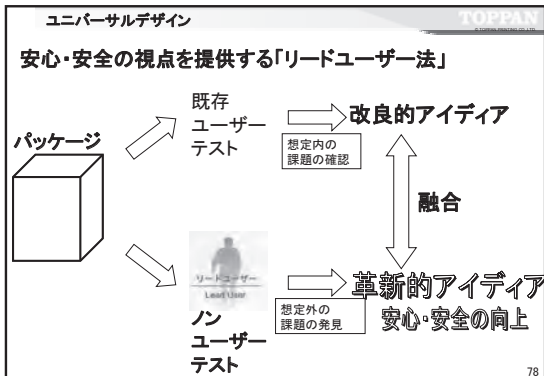 ユニバーサルデザイン
TOPPAN
© TOPPAN PRINTING CO., LTD.
安心・安全の視点を提供する「リードユーザー法」
パッケージ
既存
ユーザー
テスト
想定内の
課題の確認
改良的アイディア
融合
リードユーザー
Lead User
ノン
ユーザー
テスト
想定外の
課題の発見
革新的アイディア
安心・安全の向上
78